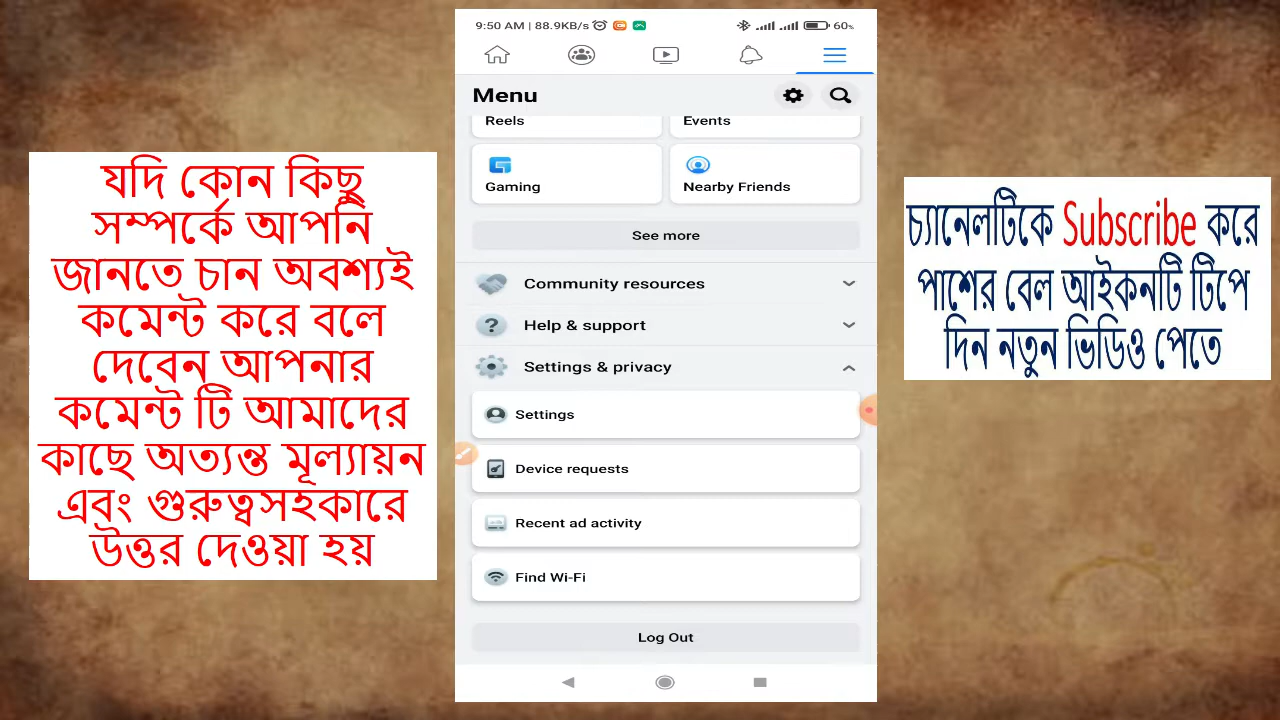 যদি কোন কিছু
সম্পর্কে আপনি
জানতে চান অবশ্যই
কমেন্ট করে বলে
দেবেন আপনার
কমেন্ট টি আমাদের
কাছে অত্যন্ত মূল্যায়ন
এবং গুরুত্বসহকারে
উত্তর দেওয়া হয়
9:50 AM | 88.9KB/s 60%
Menu
Reels Events
Gaming Nearby Friends
See more
Community resources
Help & support
Settings & privacy
Settings
Device requests
Recent ad activity
Find Wi-Fi
Log Out
চ্যানেলটিকে Subscribe করে
পাশের বেল আইকনটি টিপে
দিন নতুন ভিডিও পেতে